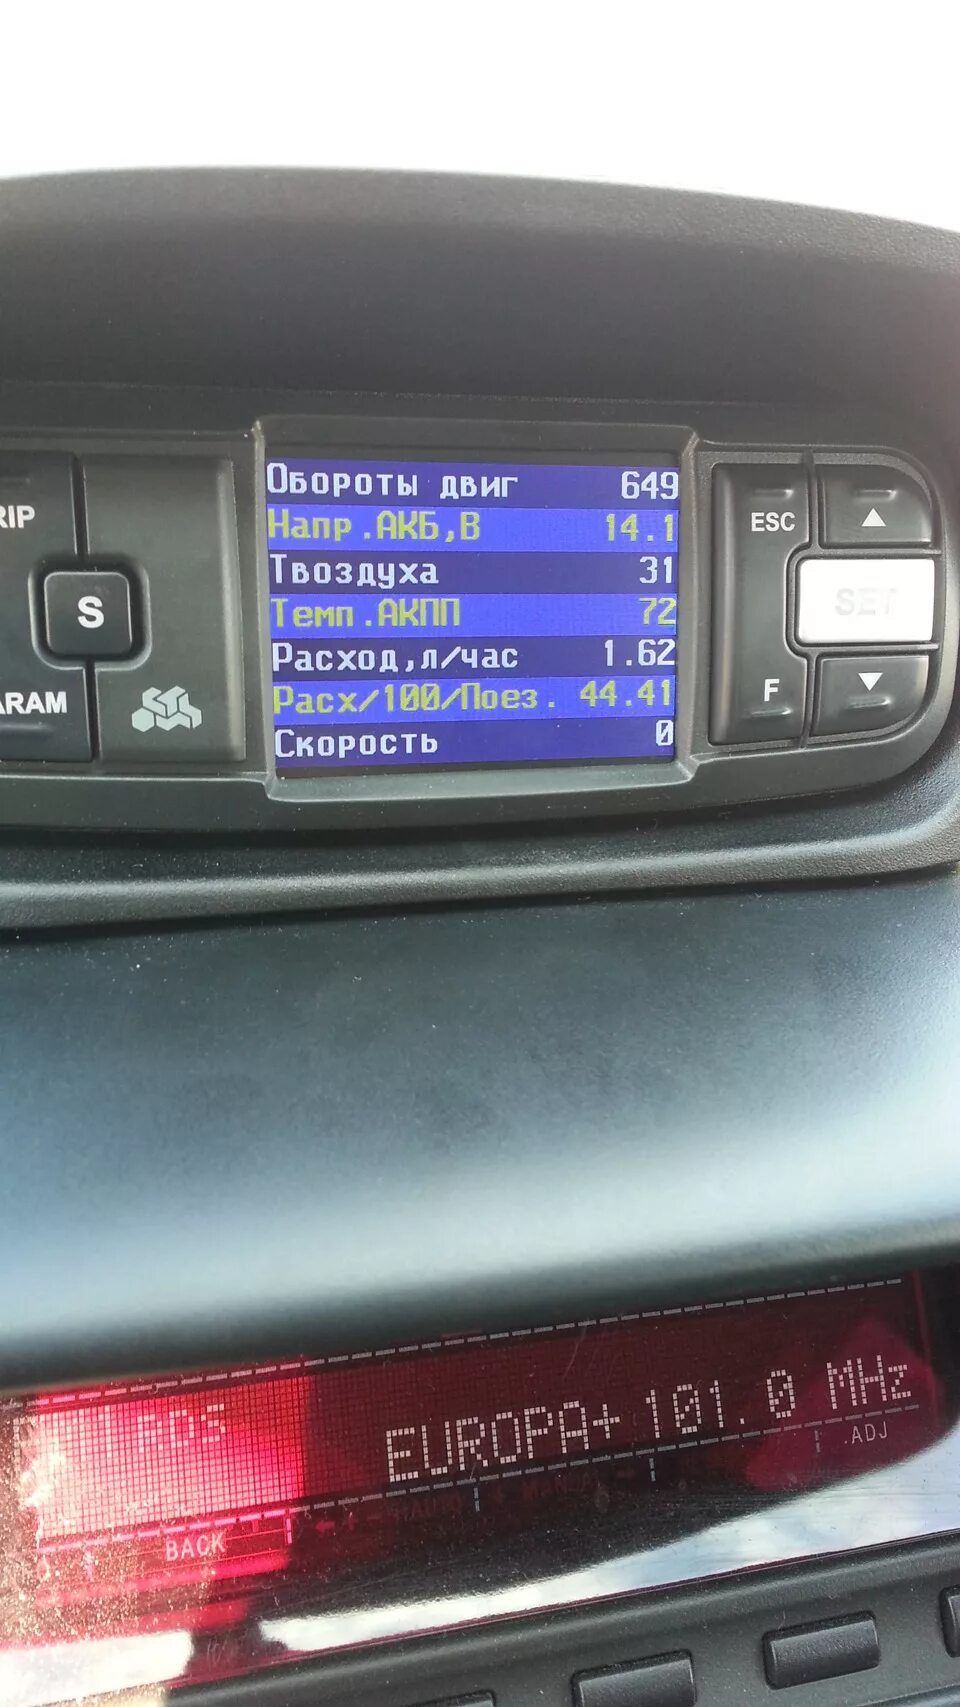 Обороты двиг 649
Напр.АКБ,В 14.1
Твоздуха 31
Темп.АКПП 72
Расход,л/час 1.62
Расх/100/Поез. 44.41
Скорость 0
RIP
S
ARAM
ESC
▲
SET
F
▼
RDS
EUROPA+ 101.0 MHz
.ADJ
BACK